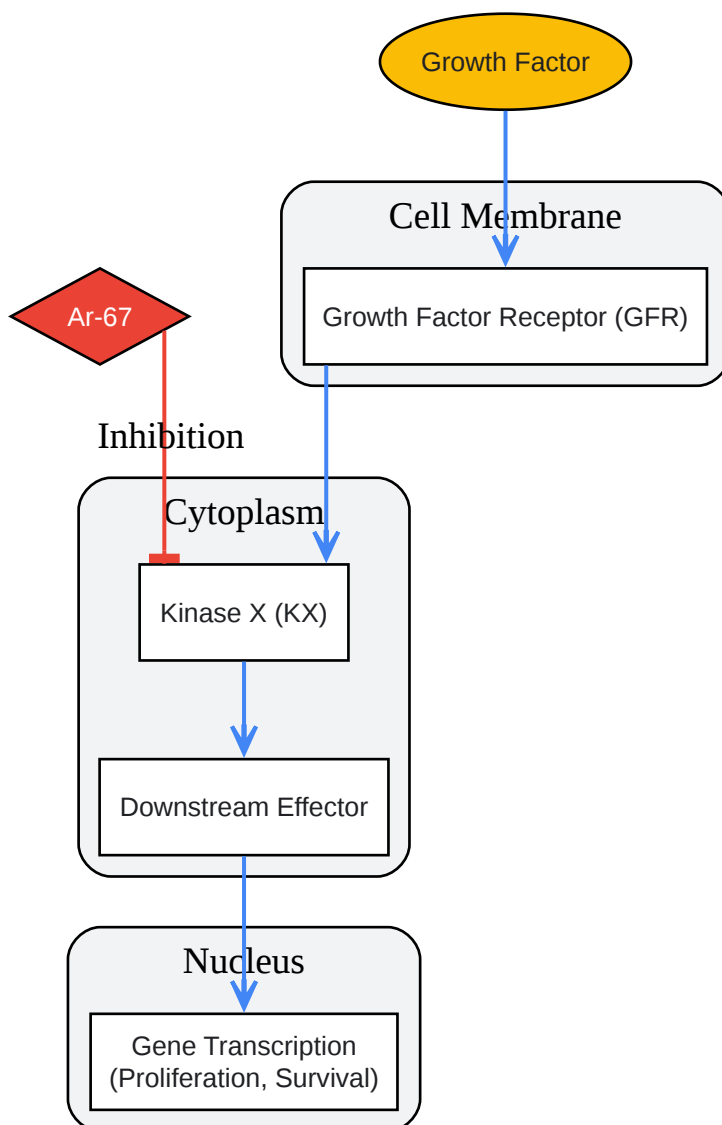 Growth Factor
Cell Membrane
Growth Factor Receptor (GFR)
Ar-67
Inhibition
Cytoplasm
Kinase X (KX)
Downstream Effector
Nucleus
Gene Transcription
(Proliferation, Survival)